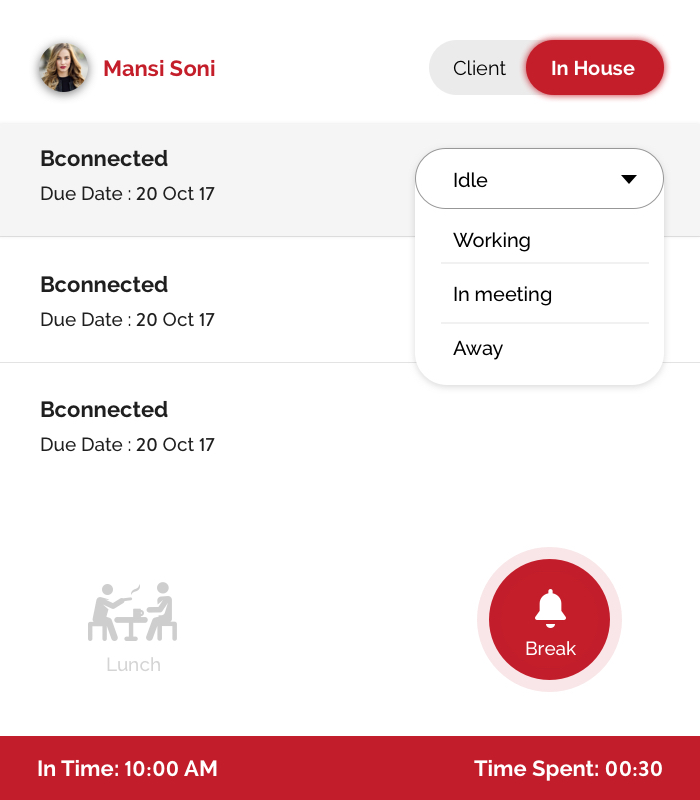 Mansi Soni
Client
In House
Bconnected
Due Date : 20 Oct 17
Idle
Working
In meeting
Away
Bconnected
Due Date : 20 Oct 17
Bconnected
Due Date : 20 Oct 17
Lunch
Break
In Time: 10:00 AM
Time Spent: 00:30